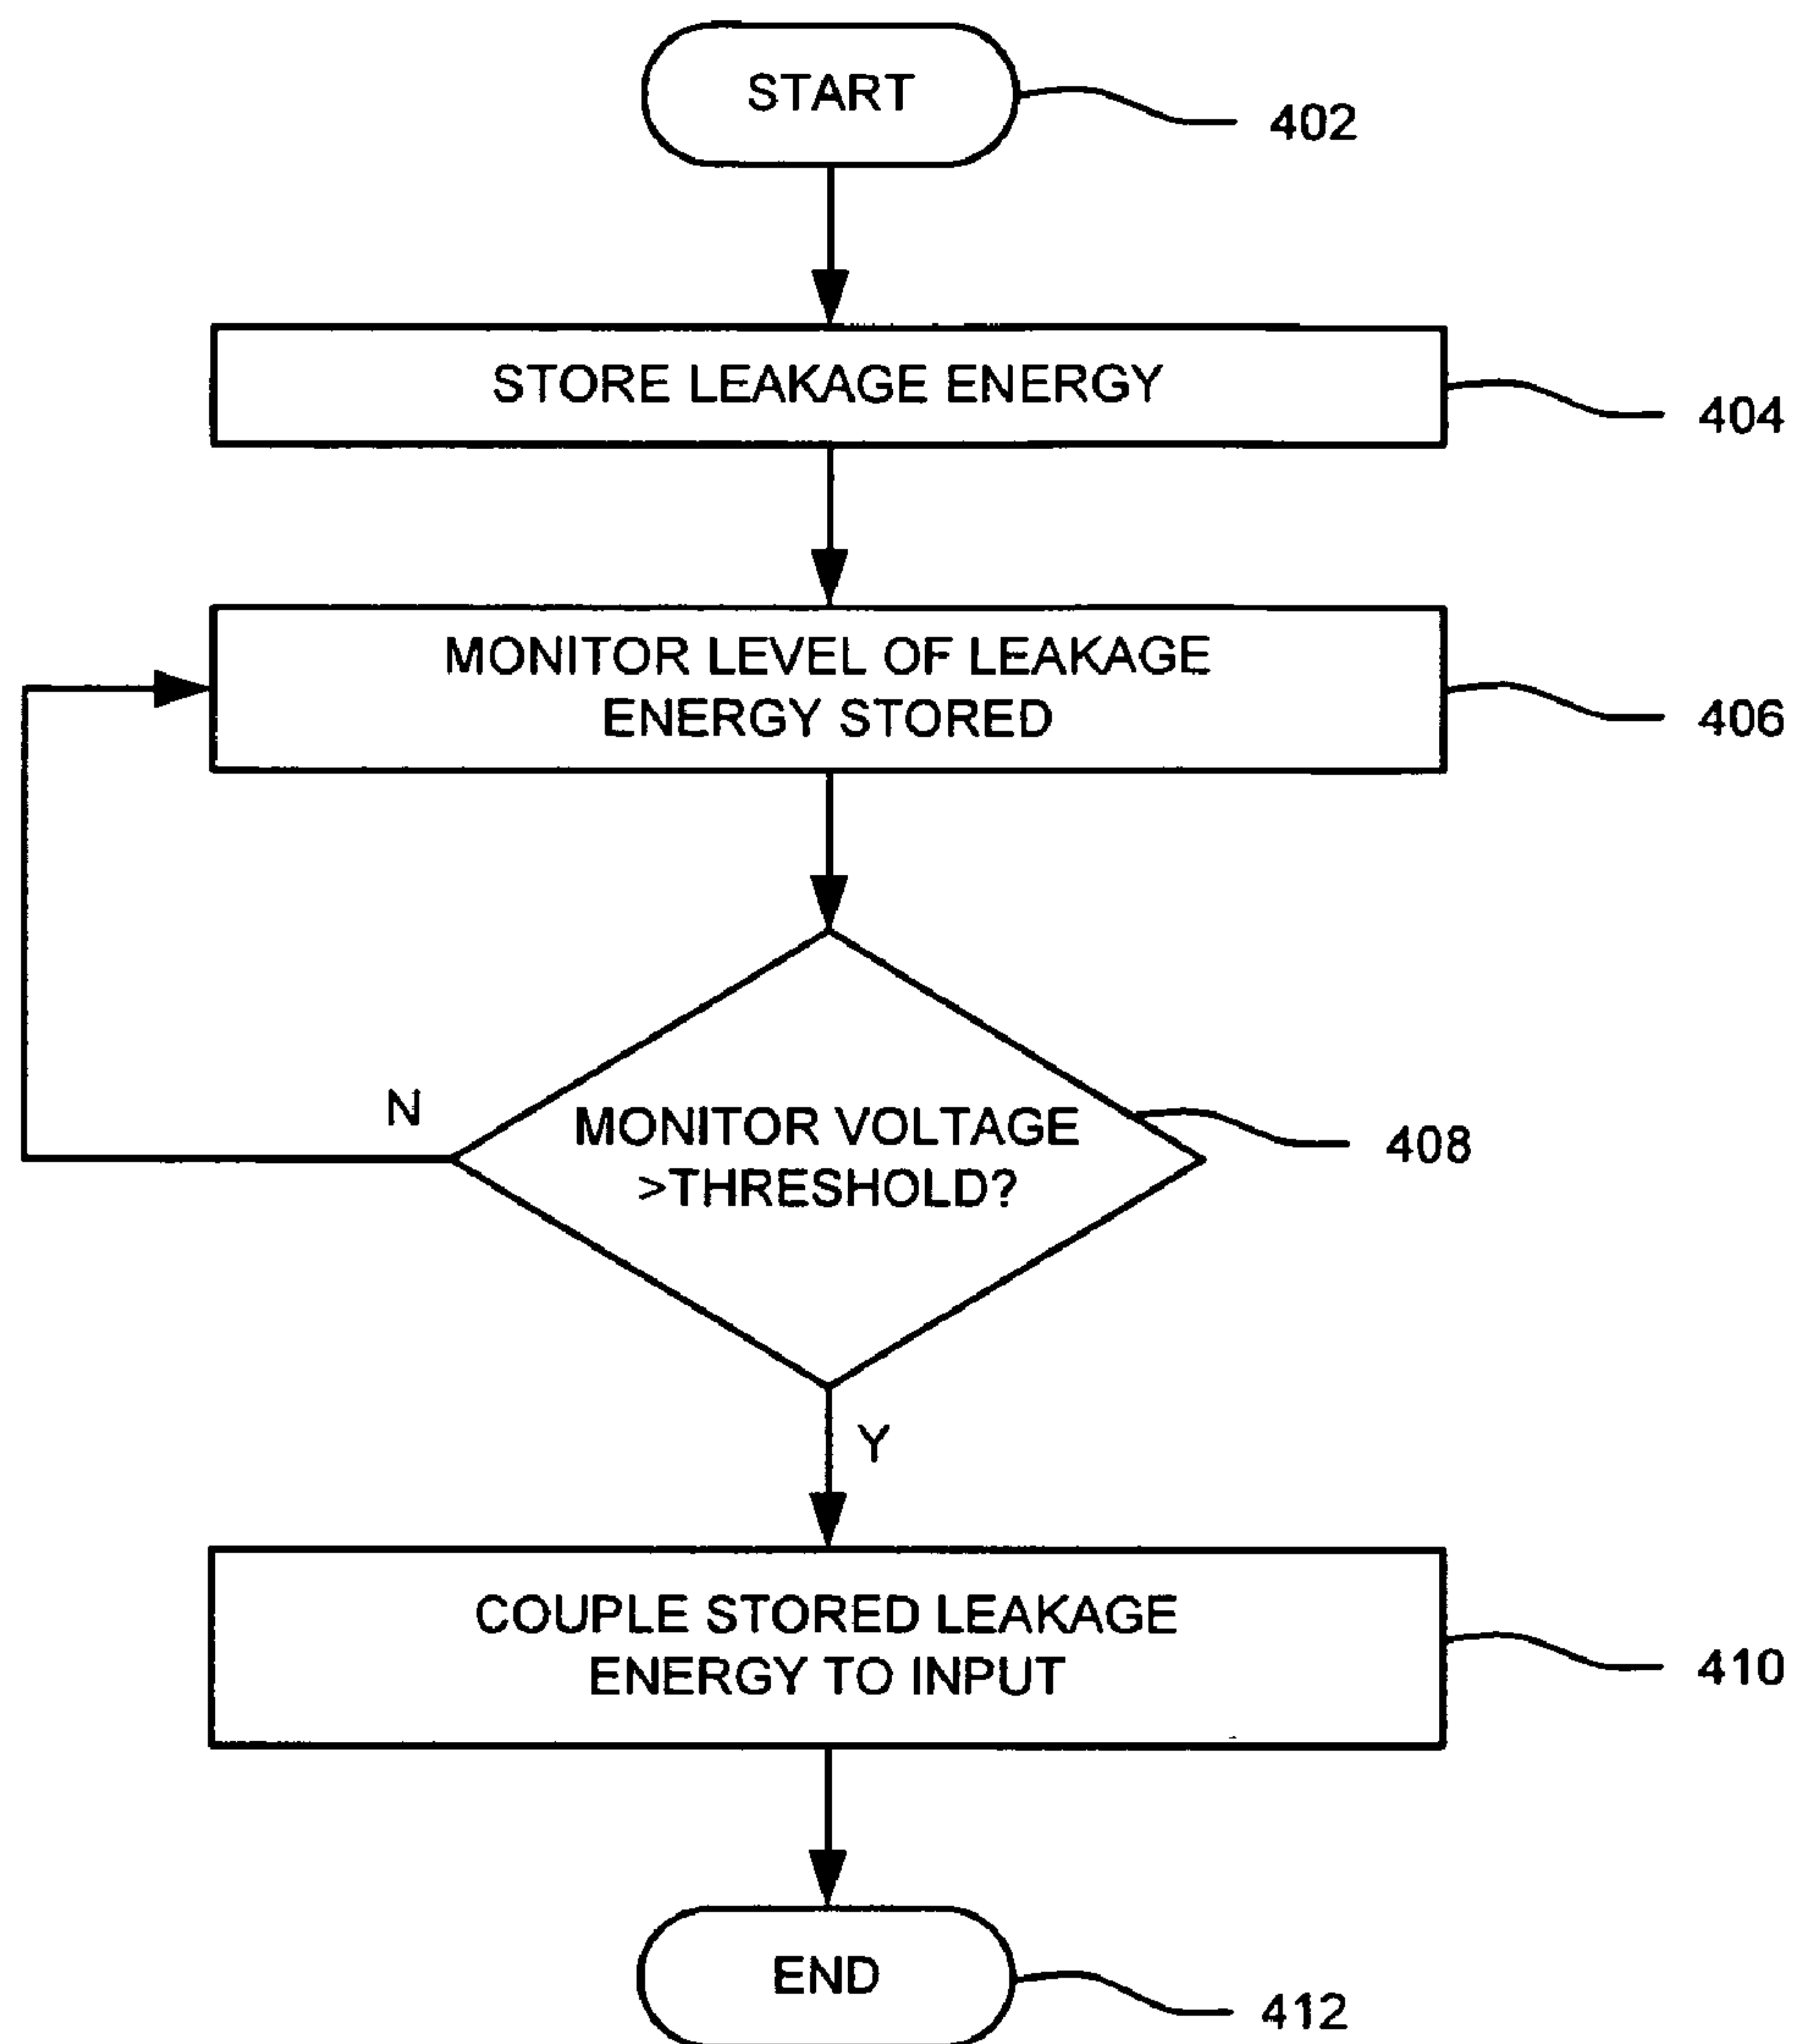 START
402
STORE LEAKAGE ENERGY
404
MONITOR LEVEL OF LEAKAGE
ENERGY STORED
406
N
MONITOR VOLTAGE
>THRESHOLD?
408
Y
COUPLE STORED LEAKAGE
ENERGY TO INPUT
410
END
412